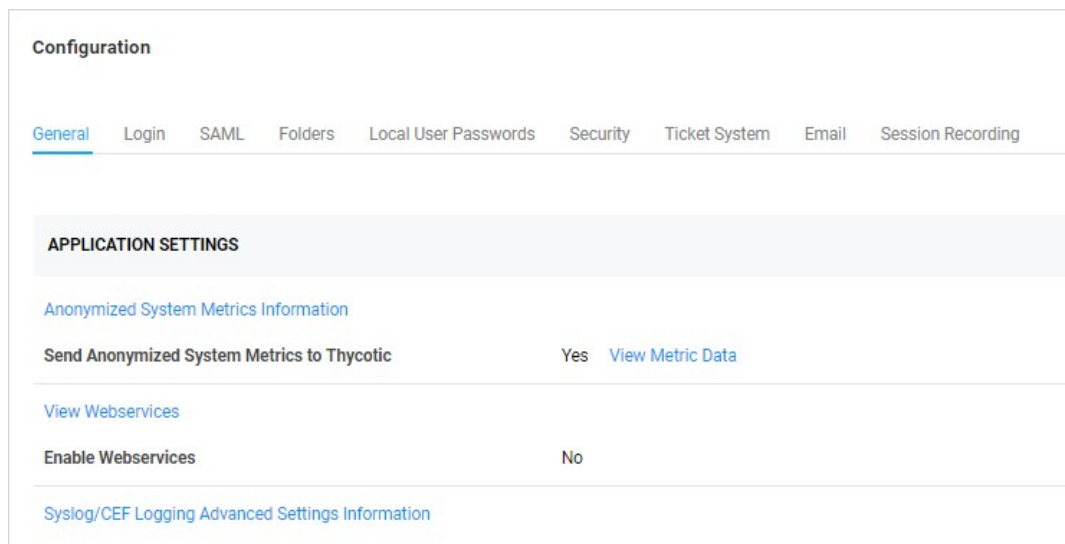 Configuration
General Login SAML Folders Local User Passwords Security Ticket System Email Session Recording
APPLICATION SETTINGS
Anonymized System Metrics Information
Send Anonymized System Metrics to Thycotic Yes View Metric Data
View Webservices
Enable Webservices No
Syslog/CEF Logging Advanced Settings Information